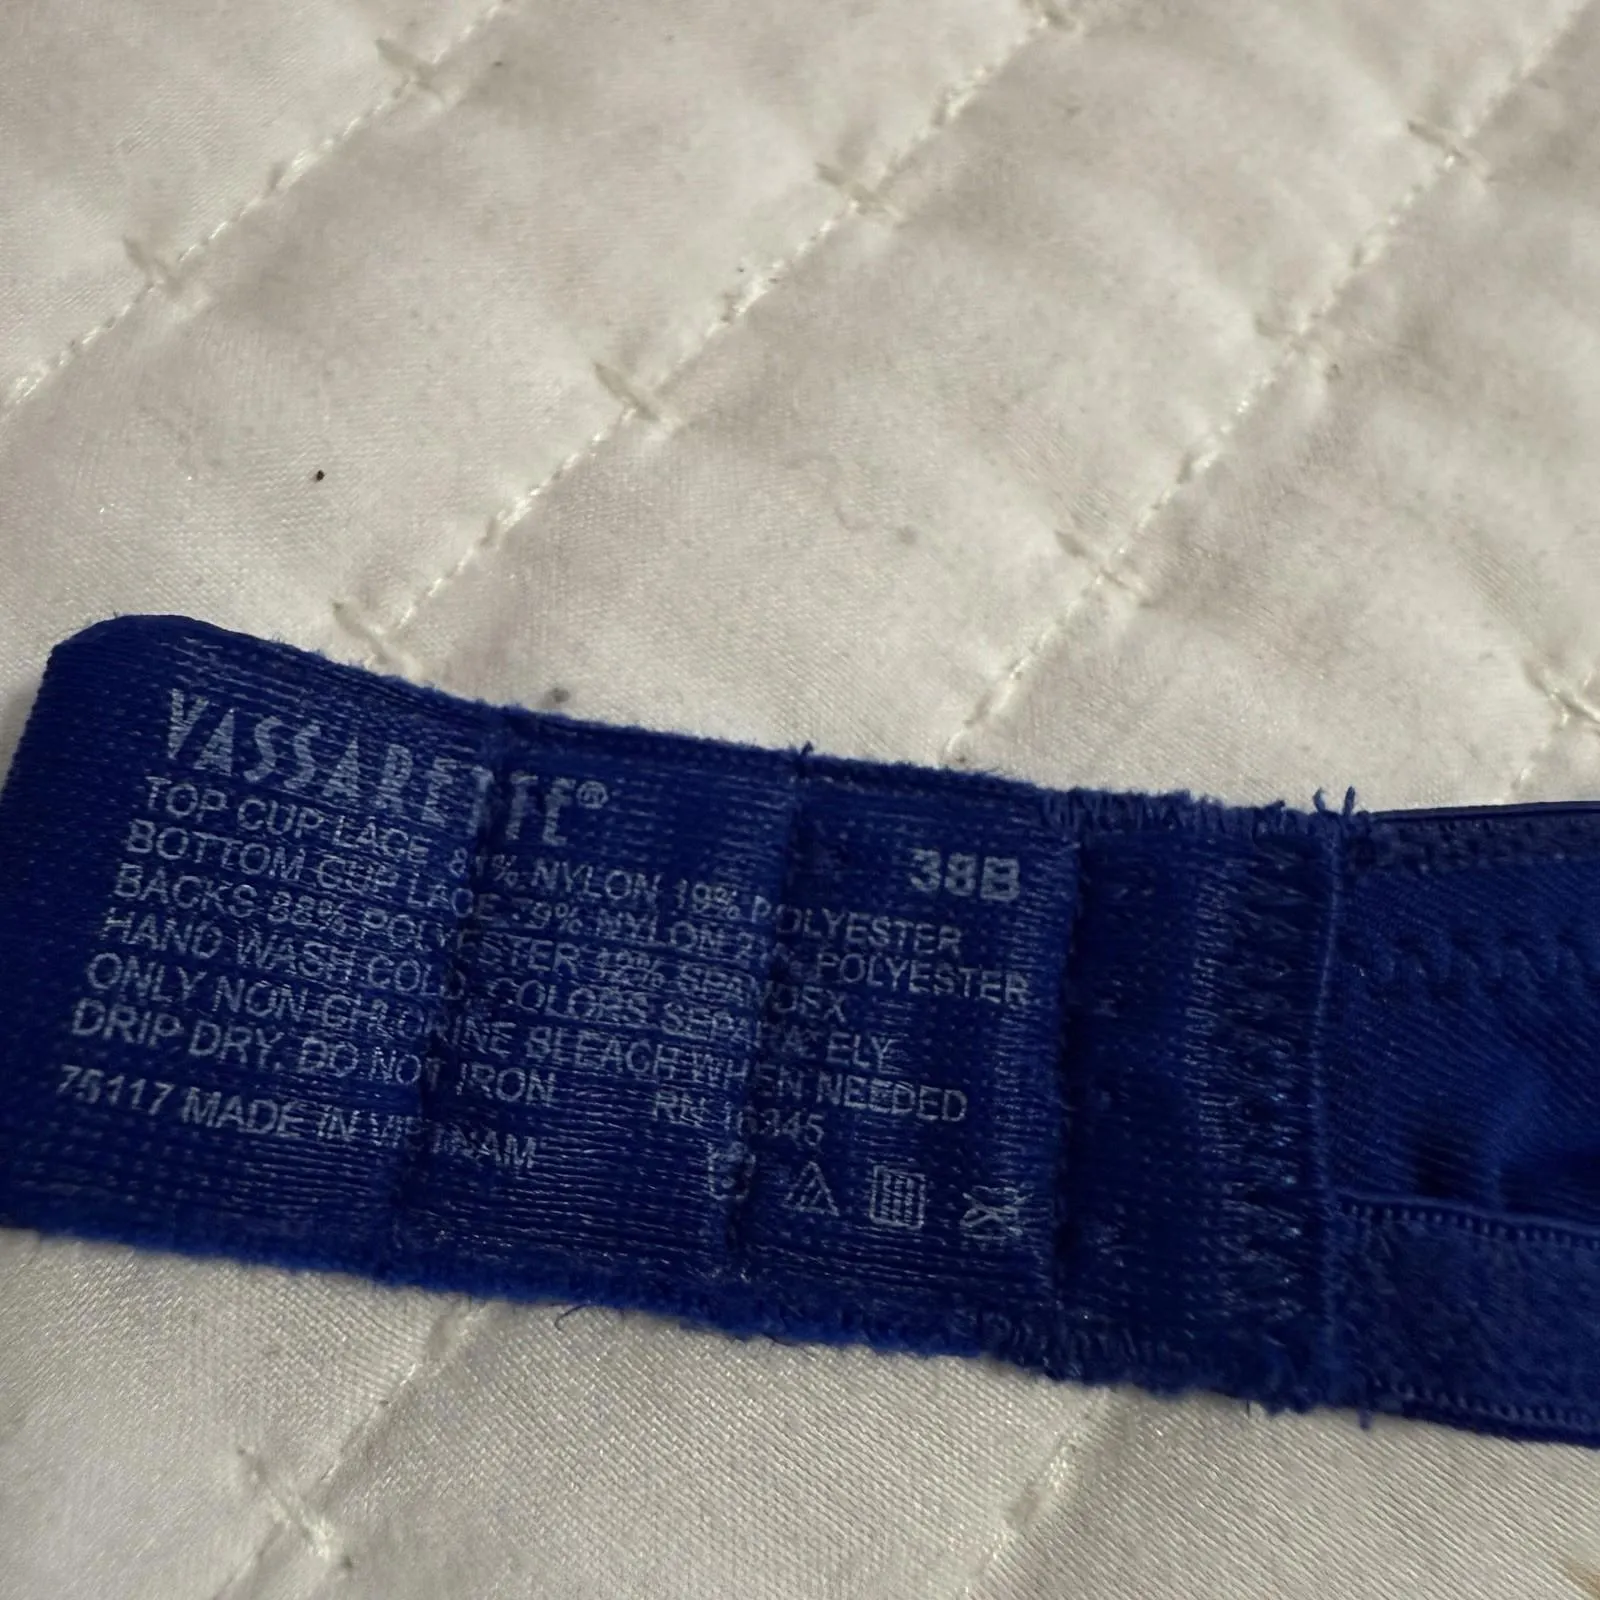 VASSARETTE®
38B
TOP CUP LACE 81% NYLON 19% POLYESTER
BOTTOM CUP LACE 79% NYLON 21% POLYESTER
BACKS 88% POLYESTER 12% SPANDEX
HAND WASH COLD, COLORS SEPARATELY
ONLY NON-CHLORINE BLEACH WHEN NEEDED
DRIP DRY. DO NOT IRON RN
75117 MADE IN VIETNAM